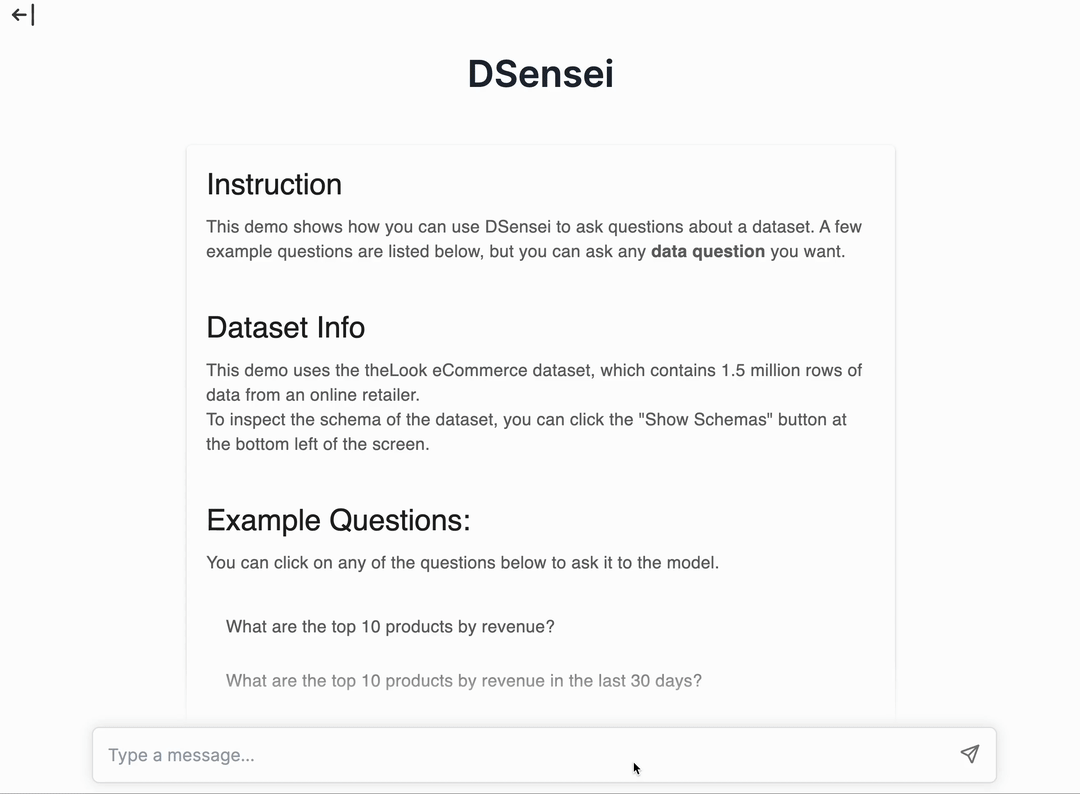 DSensei
Instruction
This demo shows how you can use DSensei to ask questions about a dataset. A few
example questions are listed below, but you can ask any data question you want.
Dataset Info
This demo uses the theLook eCommerce dataset, which contains 1.5 million rows of
data from an online retailer.
To inspect the schema of the dataset, you can click the "Show Schemas" button at
the bottom left of the screen.
Example Questions:
You can click on any of the questions below to ask it to the model.
What are the top 10 products by revenue?
What are the top 10 products by revenue in the last 30 days?
Type a message...